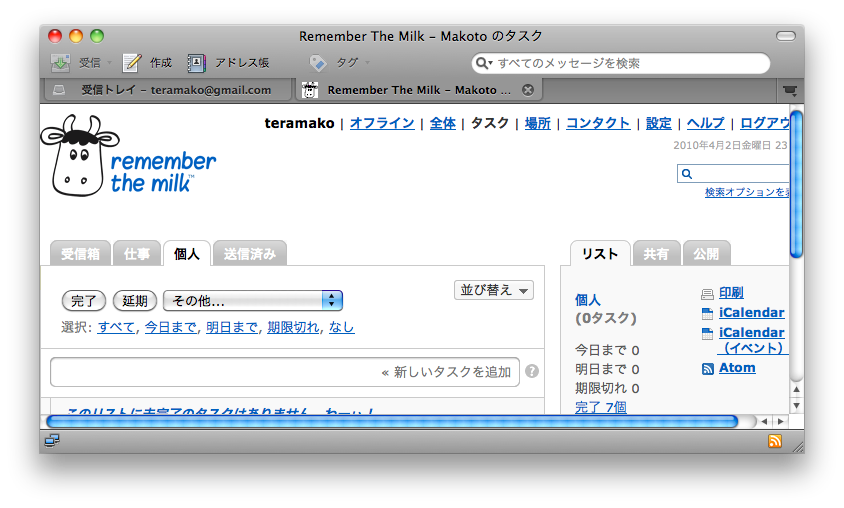 Remember The Milk – Makoto のタスク
受信 作成 アドレス帳 タグ すべてのメッセージを検索
受信トレイ – teramako@gmail.com Remember The Milk – Makoto ...
teramako | オフライン | 全体 | タスク | 場所 | コンタクト | 設定 | ヘルプ | ログアウ
2010年4月2日金曜日 23
remember
the milk™
検索オプションを
受信箱 仕事 個人 送信済み
リスト 共有 公開
完了 延期 その他... 並び替え
選択: すべて, 今日まで, 明日まで, 期限切れ, なし
« 新しいタスクを追加
このリストに未完了のタスクはありません。わーい！
個人
(0タスク)
今日まで 0
明日まで 0
期限切れ 0
完了 7個
印刷
iCalendar
iCalendar
（イベント）
Atom